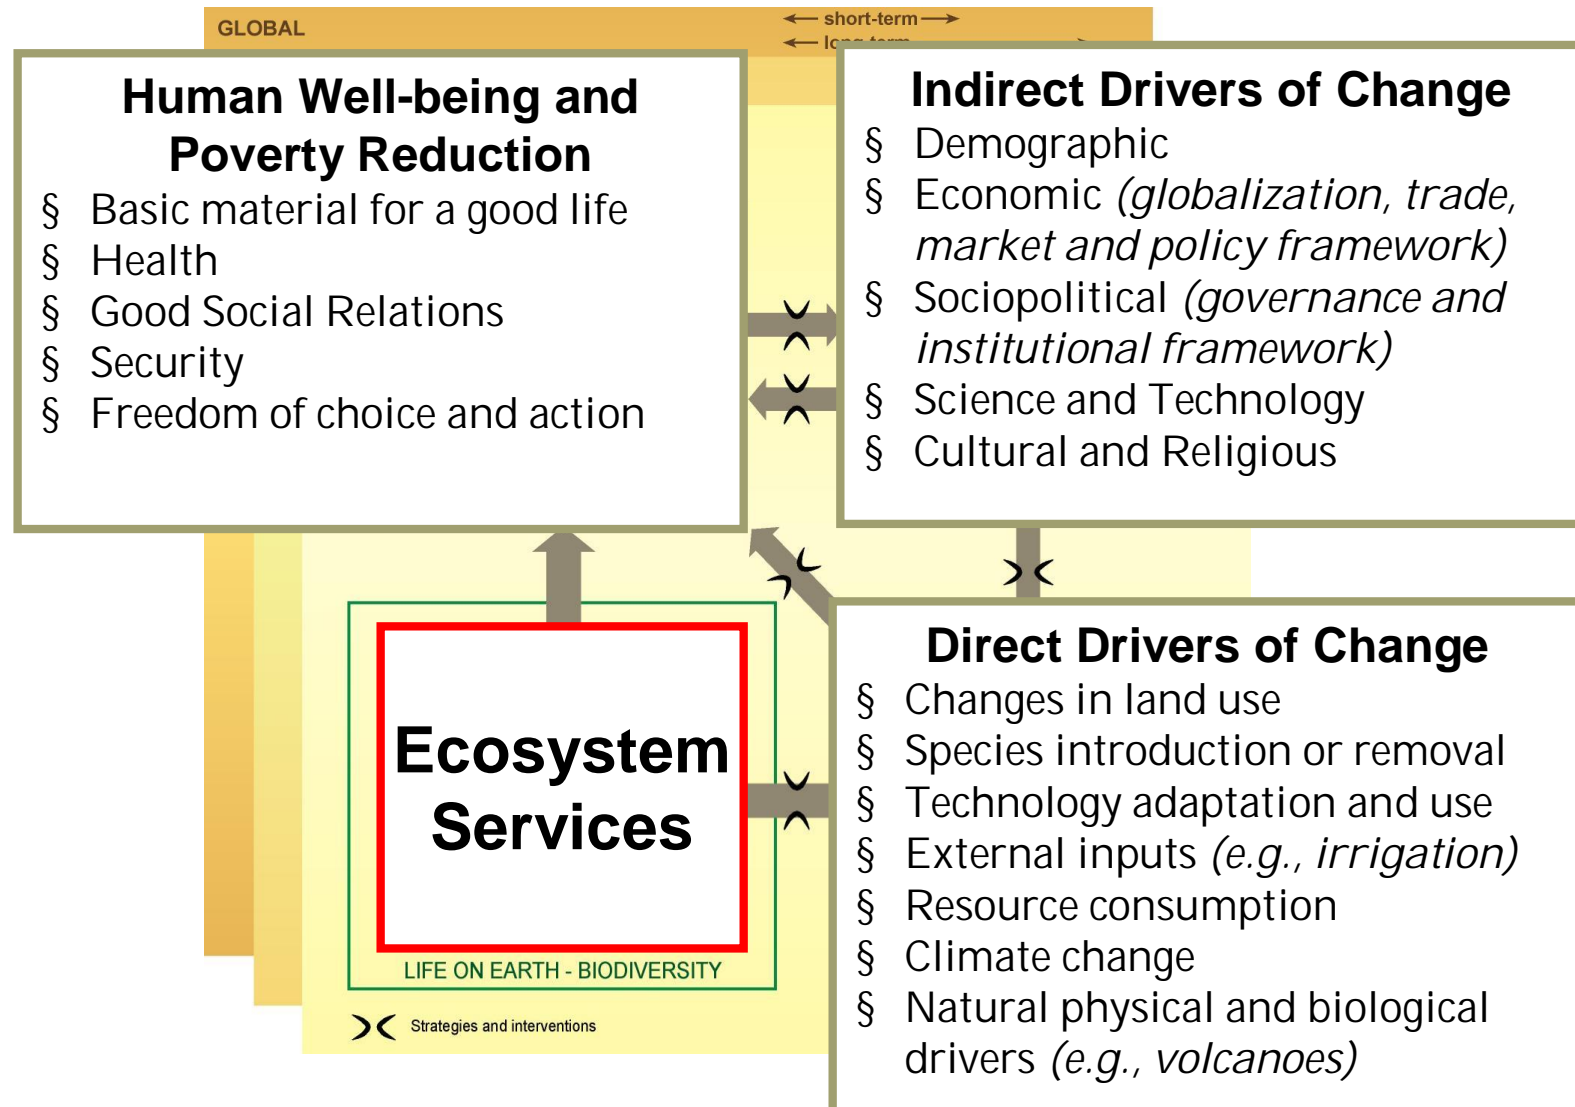 GLOBAL
short-term
long-term
Human Well-being and
Poverty Reduction
§ Basic material for a good life
§ Health
§ Good Social Relations
§ Security
§ Freedom of choice and action
Indirect Drivers of Change
§ Demographic
§ Economic (globalization, trade,
market and policy framework)
§ Sociopolitical (governance and
institutional framework)
§ Science and Technology
§ Cultural and Religious
Ecosystem
Services
LIFE ON EARTH - BIODIVERSITY
Strategies and interventions
Direct Drivers of Change
§ Changes in land use
§ Species introduction or removal
§ Technology adaptation and use
§ External inputs (e.g., irrigation)
§ Resource consumption
§ Climate change
§ Natural physical and biological
drivers (e.g., volcanoes)